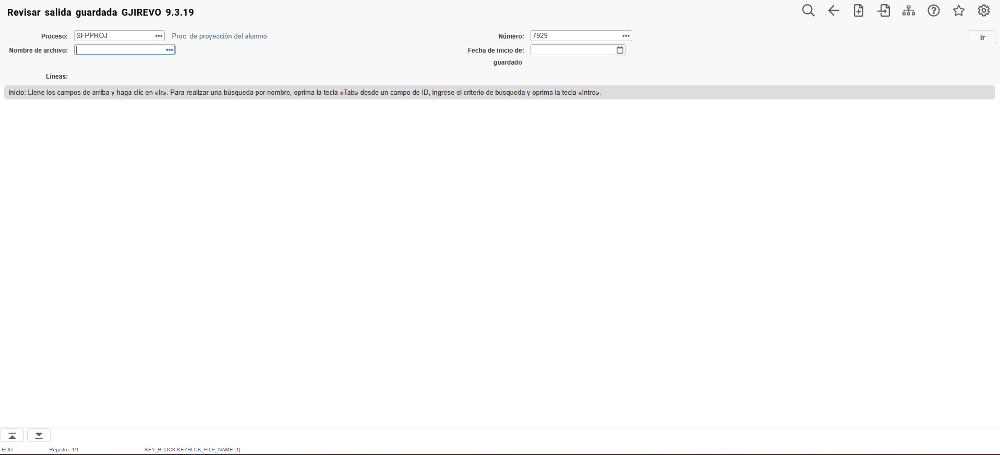 Revisar salida guardada GJIREVO 9.3.19
Proceso: SFPPROJ ••• Proc. de proyección del alumno
Número: 7929 •••
Ir
Nombre de archivo: •••
Fecha de inicio de:
guardado
Líneas:
Inicio: Llene los campos de arriba y haga clic en «Ir». Para realizar una búsqueda por nombre, oprima la tecla «Tab» desde un campo de ID, ingrese el criterio de búsqueda y oprima la tecla «Intro».
EDIT Registro: 1/1 KEY_BLOCK.KEYBLCK_FILE_NAME [1]